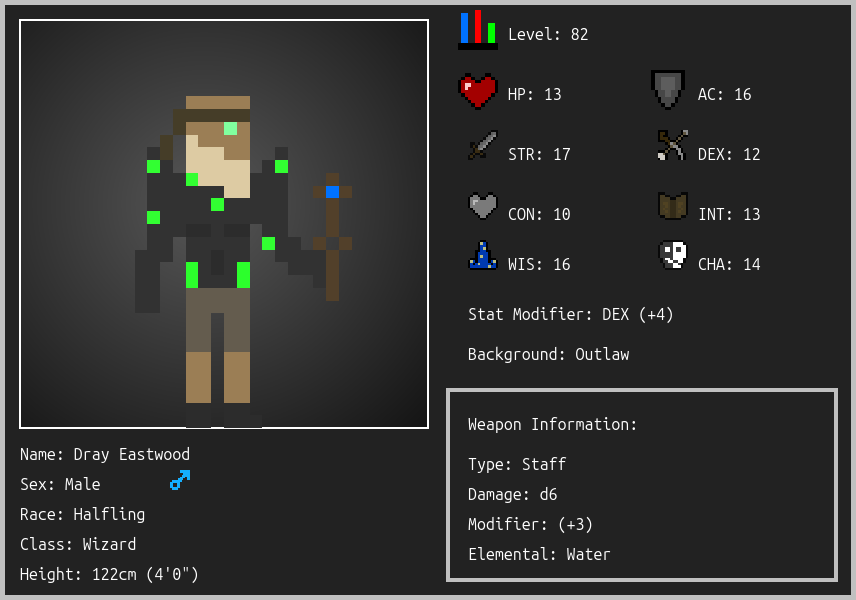 Level: 82
HP: 13
AC: 16
STR: 17
DEX: 12
CON: 10
INT: 13
WIS: 16
CHA: 14
Stat Modifier: DEX (+4)
Background: Outlaw
Weapon Information:
Type: Staff
Damage: d6
Modifier: (+3)
Elemental: Water
Name: Dray Eastwood
Sex: Male
Race: Halfling
Class: Wizard
Height: 122cm (4'0")